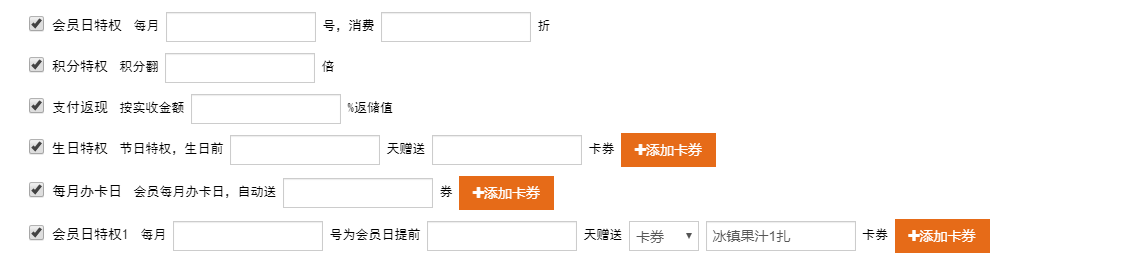 会员日特权 每月 号，消费 折
积分特权 积分翻 倍
支付返现 按实收金额 %返储值
生日特权 节日特权，生日前 天赠送 卡券 +添加卡券
每月办卡日 会员每月办卡日，自动送 券 +添加卡券
会员日特权1 每月 号为会员日提前 天赠送 卡券 冰镇果汁1扎 卡券 +添加卡券